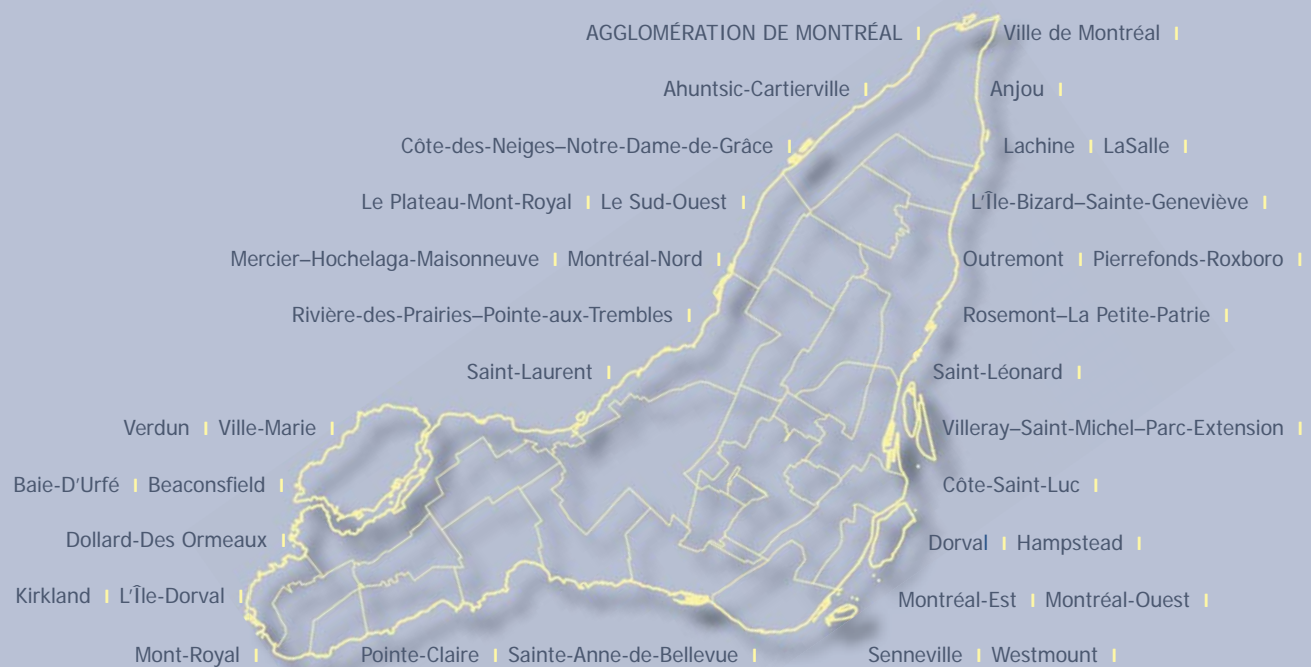 AGGLOMÉRATION DE MONTRÉAL | Ville de Montréal |
Ahuntsic-Cartierville | Anjou |
Côte-des-Neiges–Notre-Dame-de-Grâce | Lachine | LaSalle |
Le Plateau-Mont-Royal | Le Sud-Ouest | L'Île-Bizard–Sainte-Geneviève |
Mercier–Hochelaga-Maisonneuve | Montréal-Nord | Outremont | Pierrefonds-Roxboro |
Rivière-des-Prairies–Pointe-aux-Trembles | Rosemont–La Petite-Patrie |
Saint-Laurent | Saint-Léonard |
Verdun | Ville-Marie | Villeray–Saint-Michel–Parc-Extension |
Baie-D'Urfé | Beaconsfield | Côte-Saint-Luc |
Dollard-Des Ormeaux | Dorval | Hampstead |
Kirkland | L'Île-Dorval | Montréal-Est | Montréal-Ouest |
Mont-Royal | Pointe-Claire | Sainte-Anne-de-Bellevue | Senneville | Westmount |